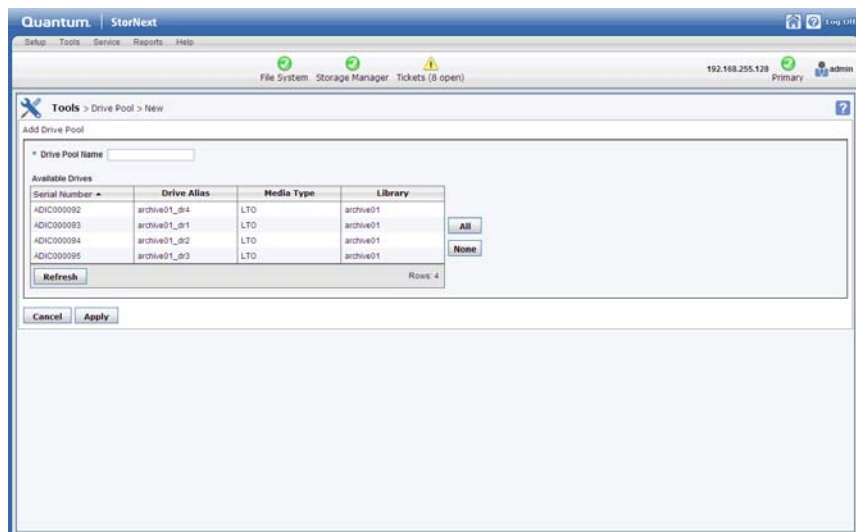 Quantum. | StorNext
Log Off
Setup Tools Service Reports Help
File System Storage Manager Tickets (8 open)
192.168.255.128 Primary admin
Tools > Drive Pool > New
?
Add Drive Pool
* Drive Pool Name
Available Drives
Serial Number Drive Alias Media Type Library
ADIC000092 archive01_dr4 LTO archive01
ADIC000093 archive01_dr1 LTO archive01
ADIC000094 archive01_dr2 LTO archive01
ADIC000095 archive01_dr3 LTO archive01
All
None
Refresh Rows: 4
Cancel Apply